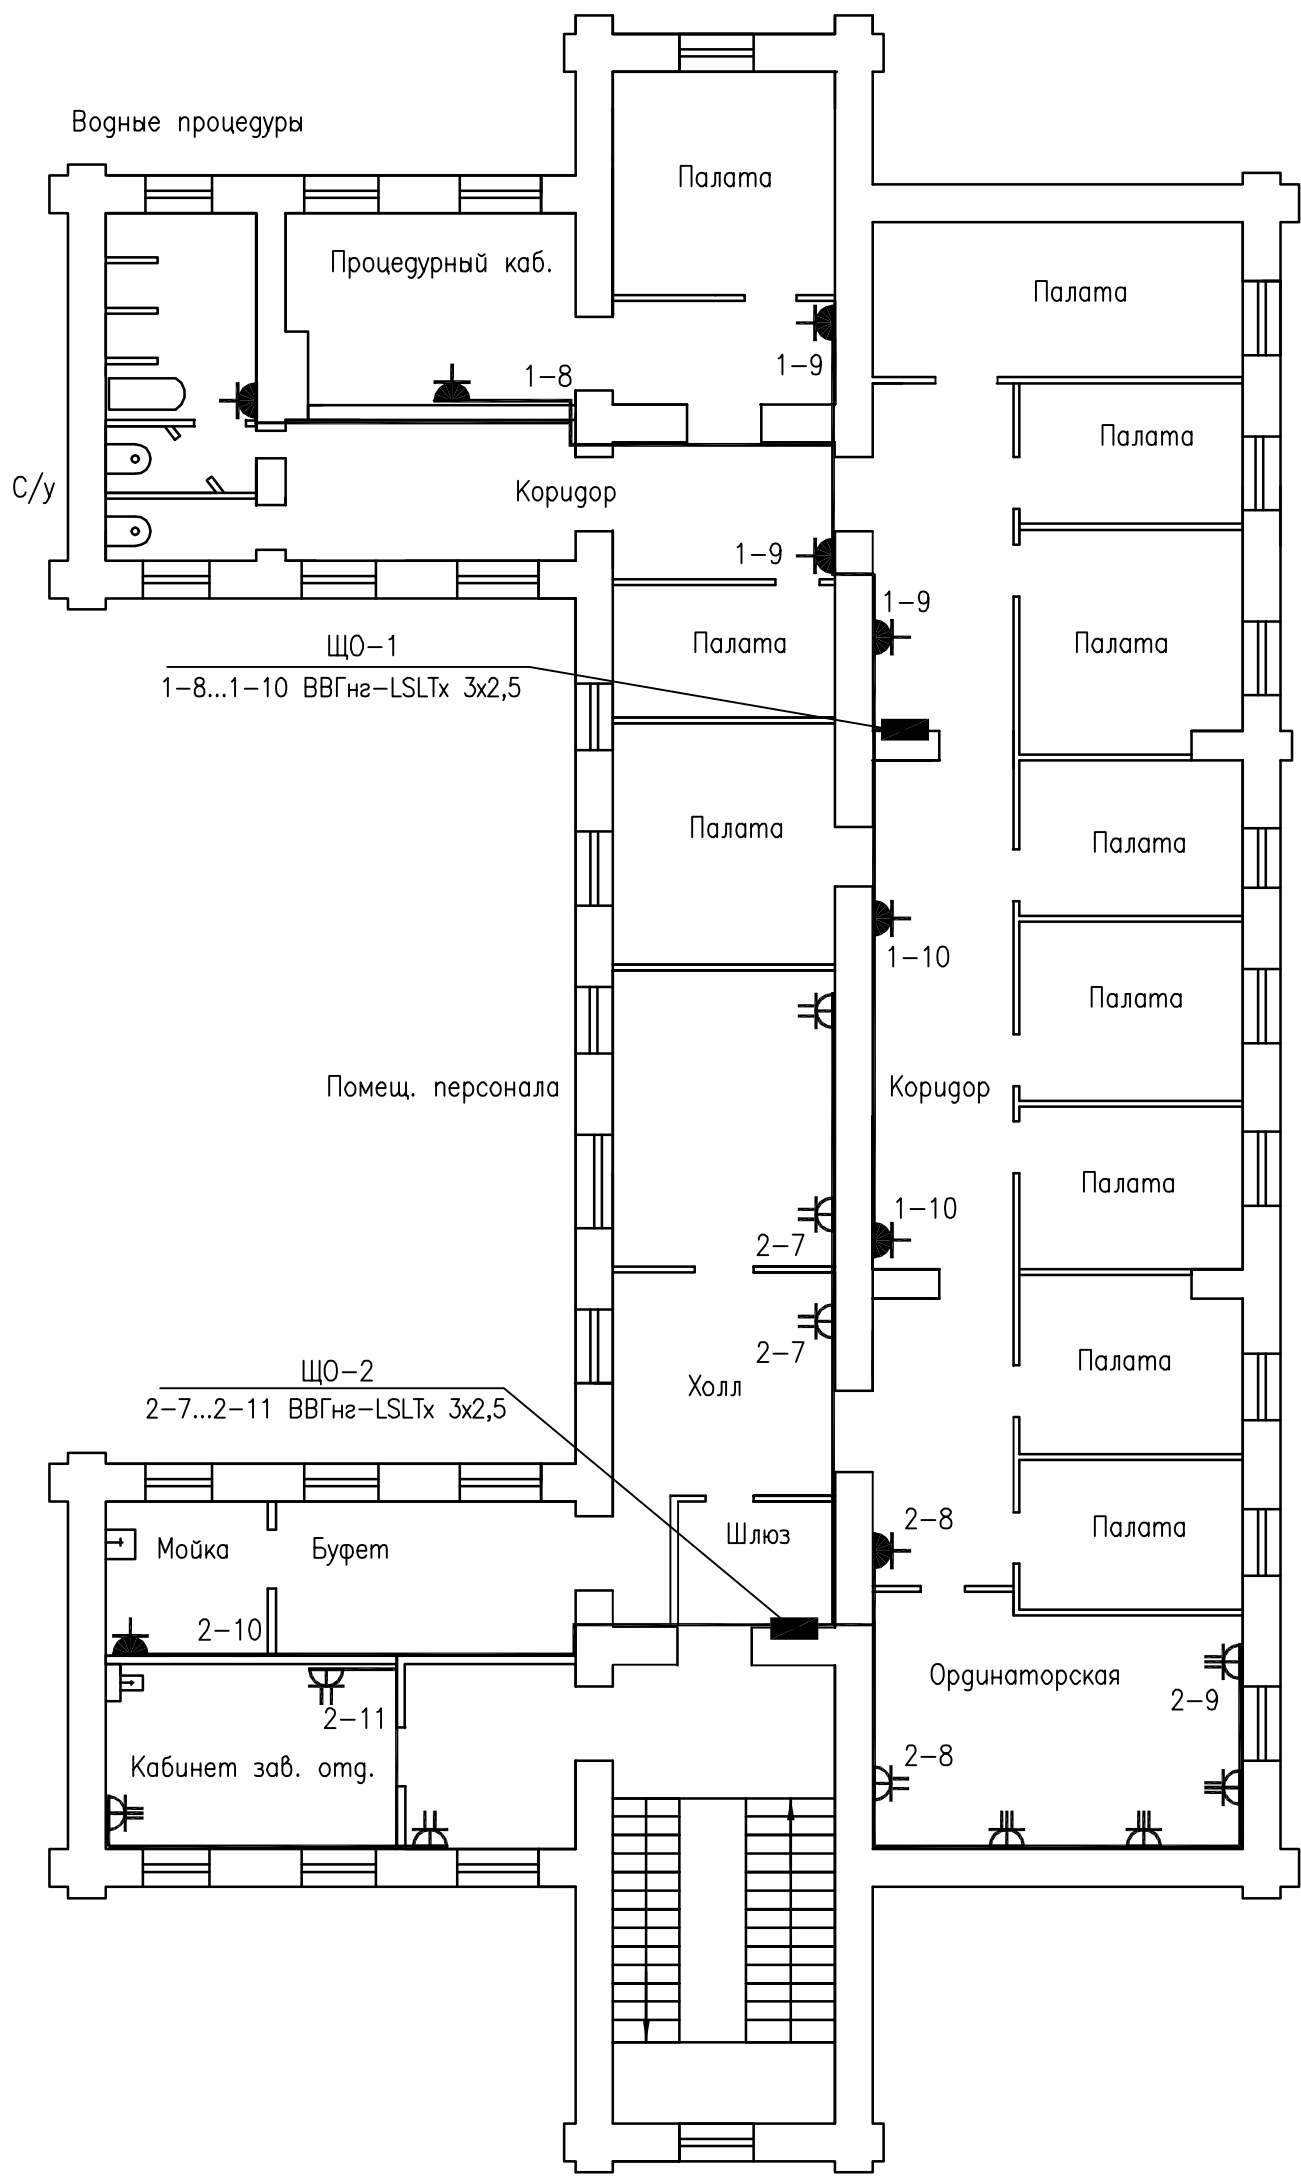 Водные процедуры
Палата
Процедурный каб.
Палата
1-9
1-8
Палата
С/у
Коридор
1-9
1-9
ЩО-1
1-8...1-10 ВВГнг-LSLTx 3x2,5
Палата
Палата
Палата
Палата
1-10
Палата
Помещ. персонала
Коридор
Палата
1-10
2-7
2-7
Палата
ЩО-2
2-7...2-11 ВВГнг-LSLTx 3x2,5
Холл
2-8
Палата
Шлюз
Мойка
Буфет
2-10
Ординаторская
2-9
2-11
2-8
Кабинет зав. отд.